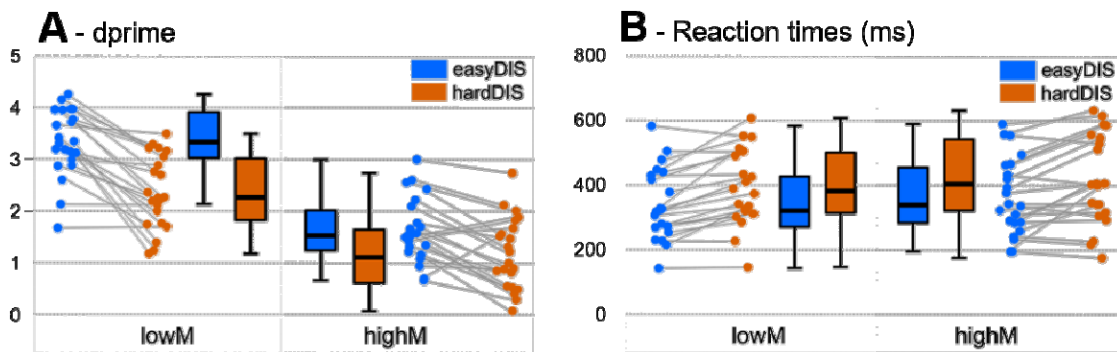 A - dprime
5
4
3
2
1
0
easyDIS
hardDIS
lowM
highM
B - Reaction times (ms)
800
600
400
200
0
easyDIS
hardDIS
lowM
highM